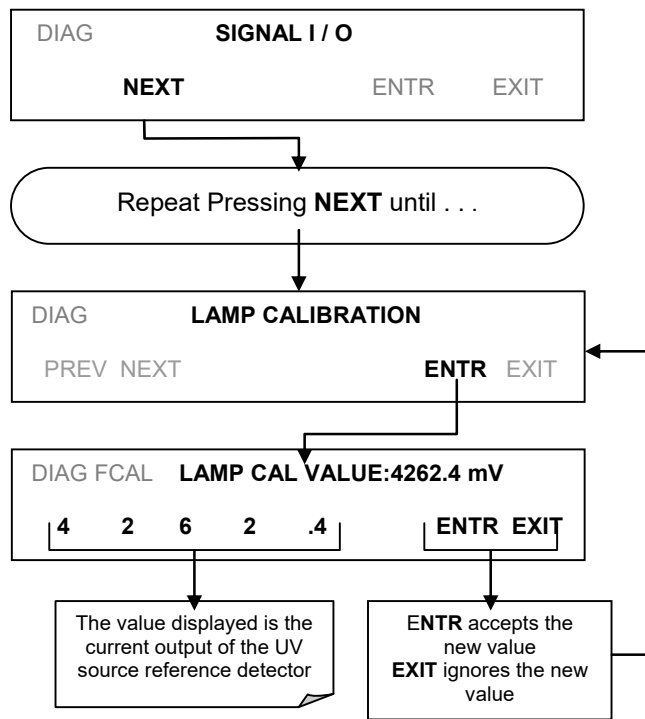 DIAG SIGNAL I / O
NEXT ENTR EXIT
Repeat Pressing NEXT until . . .
DIAG LAMP CALIBRATION
PREV NEXT ENTR EXIT
DIAG FCAL LAMP CAL VALUE:4262.4 mV
4 2 6 2 .4 ENTR EXIT
The value displayed is the
current output of the UV
source reference detector
ENTR accepts the
new value
EXIT ignores the new
value